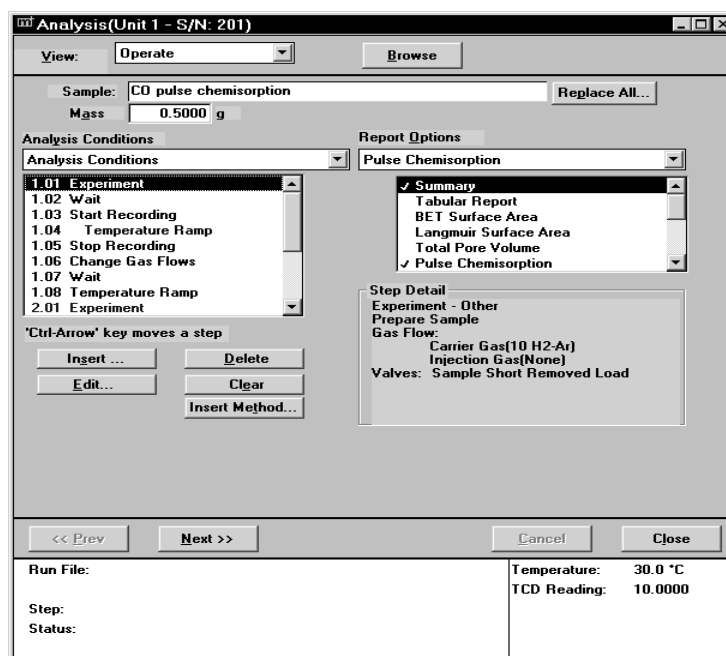 Analysis(Unit 1 - S/N: 201)
View: Operate Browse
Sample: CO pulse chemisorption Replace All...
Mass 0.5000 g
Analysis Conditions
Analysis Conditions
1.01 Experiment
1.02 Wait
1.03 Start Recording
1.04 Temperature Ramp
1.05 Stop Recording
1.06 Change Gas Flows
1.07 Wait
1.08 Temperature Ramp
2.01 Experiment
'Ctrl-Arrow' key moves a step
Insert ... Delete
Edit... Clear
Insert Method...
Report Options
Pulse Chemisorption
✓ Summary
Tabular Report
BET Surface Area
Langmuir Surface Area
Total Pore Volume
✓ Pulse Chemisorption
Step Detail
Experiment - Other
Prepare Sample
Gas Flow:
Carrier Gas(10 H2-Ar)
Injection Gas(None)
Valves: Sample Short Removed Load
<< Prev Next >> Cancel Close
Run File:
Step:
Status:
Temperature: 30.0 °C
TCD Reading: 10.0000